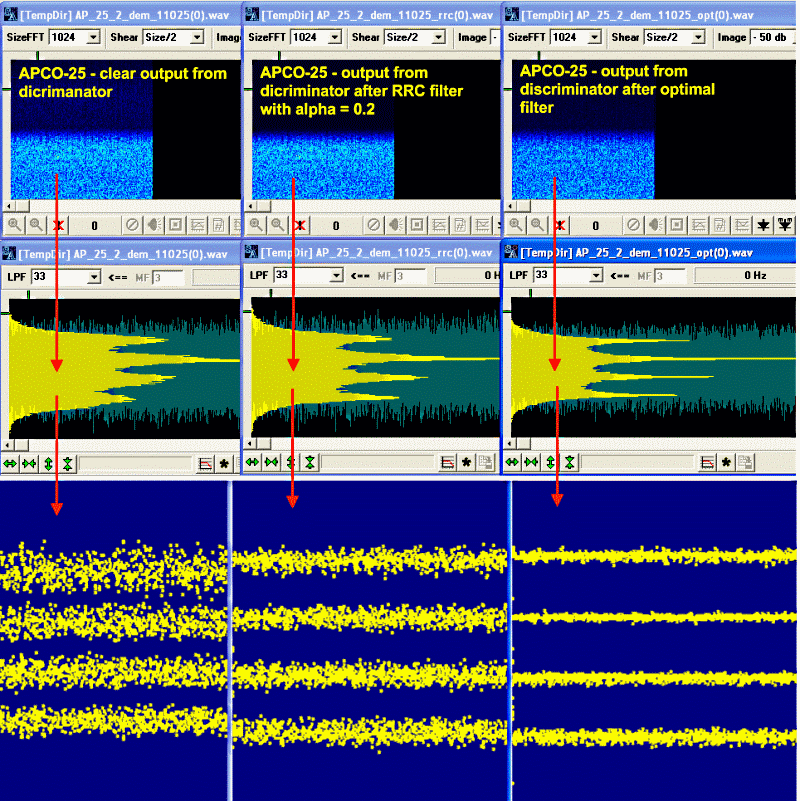 [TempDir] AP_25_2_dem_11025(0).wav
[TempDir] AP_25_2_dem_11025_rrc(0).wav
[TempDir] AP_25_2_dem_11025_opt(0).wav
SizeFFT 1024 Shear Size/2 Imag
SizeFFT 1024 Shear Size/2 Image -
SizeFFT 1024 Shear Size/2 Image - 50 db
APCO-25 - clear output from
dicrimanator
APCO-25 - output from
dicriminator after RRC filter
with alpha = 0.2
APCO-25 - output from
discriminator after optimal
filter
0
0
0
[TempDir] AP_25_2_dem_11025(0).wav
[TempDir] AP_25_2_dem_11025_rrc(0).wav
[TempDir] AP_25_2_dem_11025_opt(0).wav
LPF 33 <== MF 3
LPF 33 <== MF 3 0 H
LPF 33 <== MF 3 0 Hz